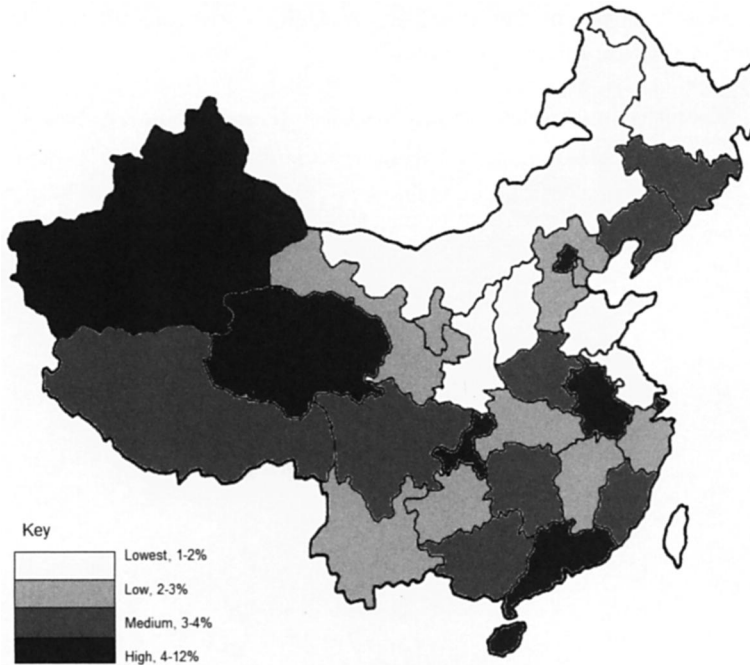 Key
Lowest, 1-2%
Low, 2-3%
Medium, 3-4%
High, 4-12%